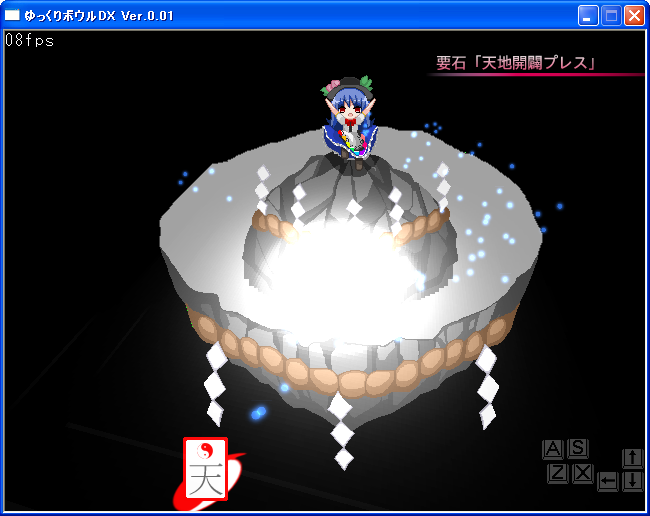 ゆっくりボウルDX Ver.0.01
08fps
要石「天地開闢プレス」
天
A S
Z X ← ↓ ↑